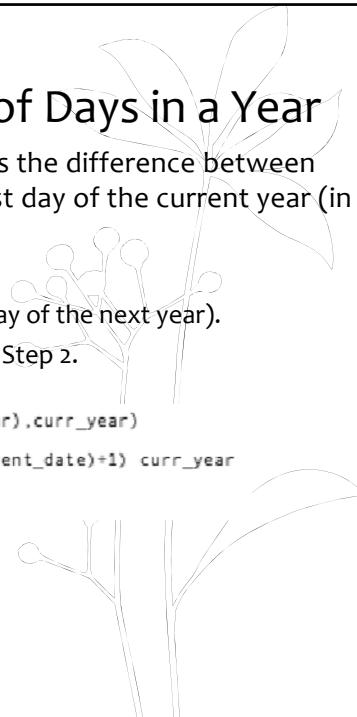 of Days in a Year
s the difference between
st day of the current year (in
ay of the next year).
Step 2.
r),curr_year)
ent_date)+1) curr_year